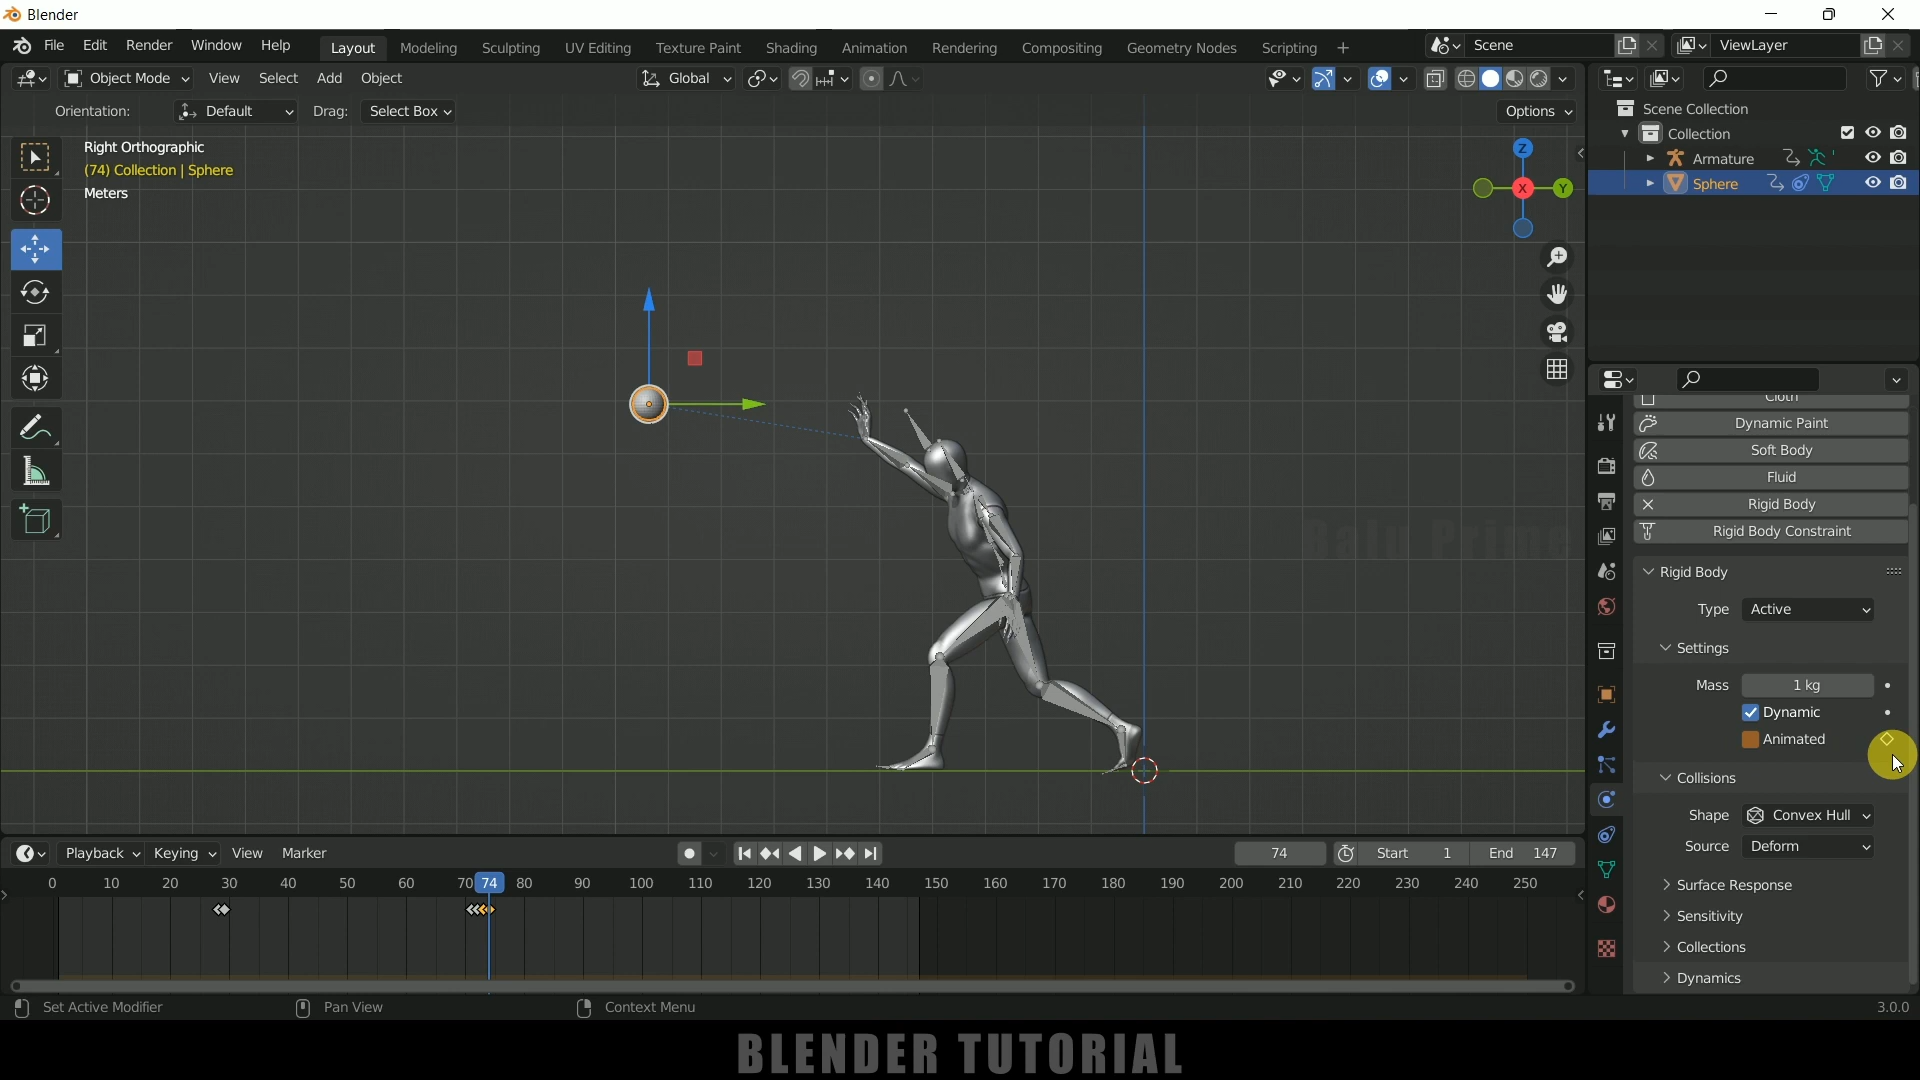 Blender
File Edit Render Window Help Layout Modeling Sculpting UV Editing Texture Paint Shading Animation Rendering Compositing Geometry Nodes Scripting + Scene ViewLayer
Object Mode View Select Add Object Global
Orientation: Default Drag: Select Box Options
Right Orthographic
(74) Collection | Sphere
Meters
Z
X
Y
Scene Collection
Collection
Armature
Sphere
Cloth
Dynamic Paint
Soft Body
Fluid
Rigid Body
Rigid Body Constraint
Rigid Body
Type Active
Settings
Mass 1 kg
Dynamic
Animated
Collisions
Shape Convex Hull
Source Deform
Surface Response
Sensitivity
Collections
Dynamics
Balu Prime
Playback Keying View Marker 74 Start 1 End 147
0 10 20 30 40 50 60 70 74 80 90 100 110 120 130 140 150 160 170 180 190 200 210 220 230 240 250
Set Active Modifier Pan View Context Menu 3.0.0
BLENDER TUTORIAL